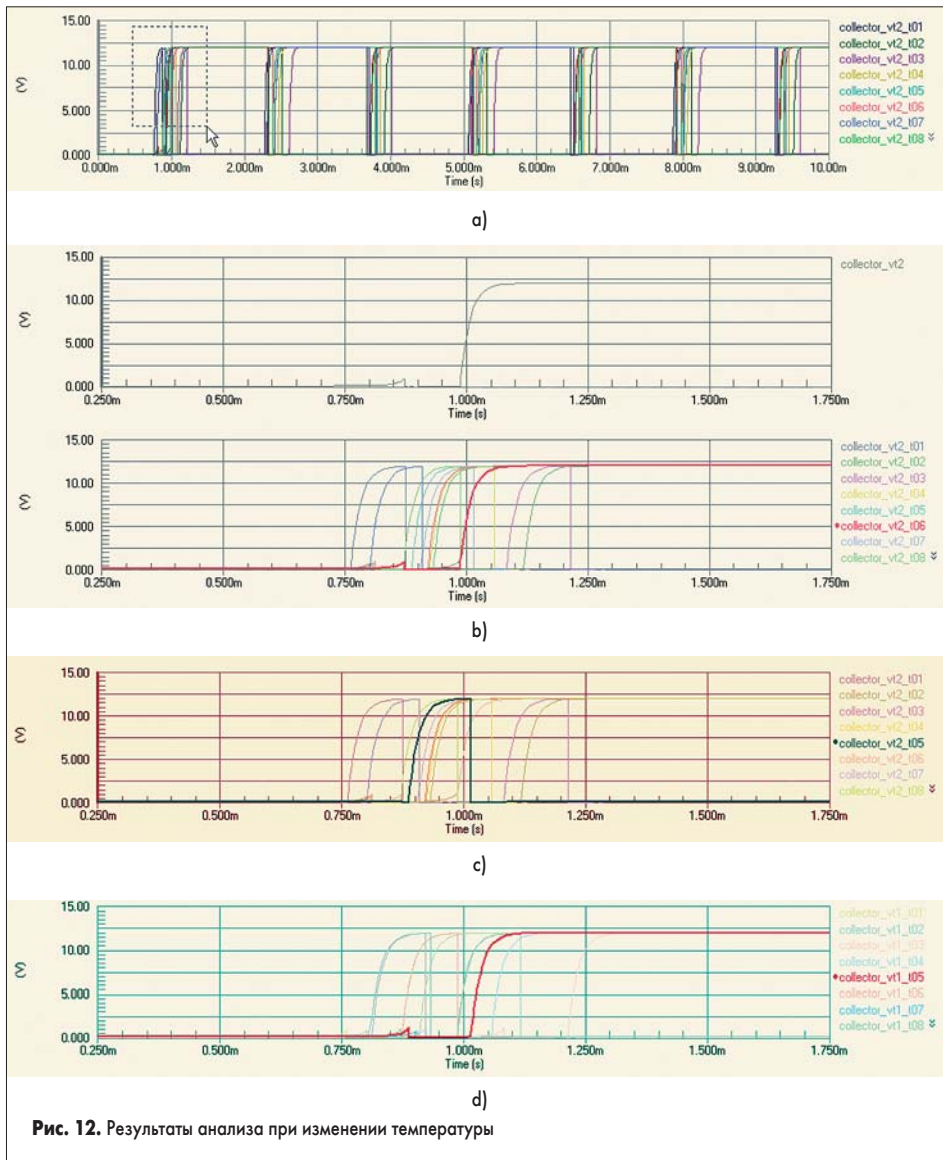 15.00
10.00
5.000
0.000
(V)
0.000m 1.000m 2.000m 3.000m 4.000m 5.000m 6.000m 7.000m 8.000m 9.000m 10.00m
Time (s)
collector_vt2_t01
collector_vt2_t02
collector_vt2_t03
collector_vt2_t04
collector_vt2_t05
collector_vt2_t06
collector_vt2_t07
collector_vt2_t08
a)
15.00
10.00
5.000
0.000
(V)
0.250m 0.500m 0.750m 1.000m 1.250m 1.500m 1.750m
Time (s)
collector_vt2
15.00
10.00
5.000
0.000
(V)
0.250m 0.500m 0.750m 1.000m 1.250m 1.500m 1.750m
Time (s)
collector_vt2_t01
collector_vt2_t02
collector_vt2_t03
collector_vt2_t04
collector_vt2_t05
collector_vt2_t06
collector_vt2_t07
collector_vt2_t08
b)
15.00
10.00
5.000
0.000
(V)
0.250m 0.500m 0.750m 1.000m 1.250m 1.500m 1.750m
Time (s)
collector_vt2_t01
collector_vt2_t02
collector_vt2_t03
collector_vt2_t04
collector_vt2_t05
collector_vt2_t06
collector_vt2_t07
collector_vt2_t08
c)
15.00
10.00
5.000
0.000
(V)
0.250m 0.500m 0.750m 1.000m 1.250m 1.500m 1.750m
Time (s)
collector_vt1_t01
collector_vt1_t02
collector_vt1_t03
collector_vt1_t04
collector_vt1_t05
collector_vt1_t06
collector_vt1_t07
collector_vt1_t08
d)
Рис. 12. Результаты анализа при изменении температуры